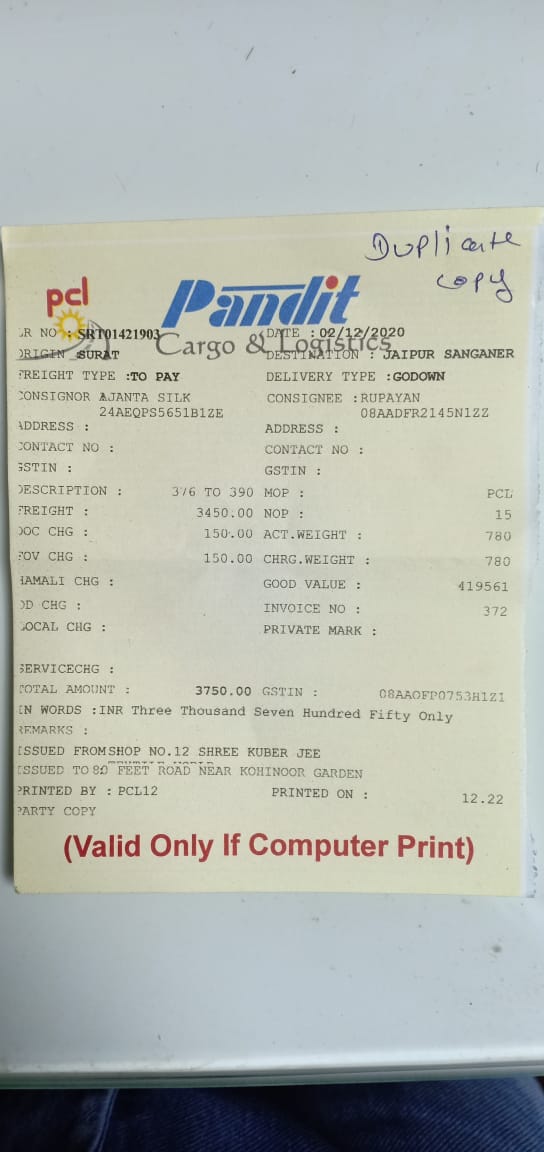 Duplicate
copy
pcl
Pandit
Cargo & Logistics
R NO : SRT01421903 DATE : 02/12/2020
ORIGIN SURAT DESTINATION : JAIPUR SANGANER
FREIGHT TYPE :TO PAY DELIVERY TYPE :GODOWN
CONSIGNOR AJANTA SILK CONSIGNEE :RUPAYAN
24AEQPS5651B1ZE 08AADFR2145N1ZZ
ADDRESS : ADDRESS :
CONTACT NO : CONTACT NO :
GSTIN : GSTIN :
DESCRIPTION : 376 TO 390 MOP : PCL
FREIGHT : 3450.00 NOP : 15
DOC CHG : 150.00 ACT.WEIGHT : 780
FOV CHG : 150.00 CHRG.WEIGHT : 780
HAMALI CHG : GOOD VALUE : 419561
DD CHG : INVOICE NO : 372
LOCAL CHG : PRIVATE MARK :
SERVICECHG :
TOTAL AMOUNT : 3750.00 GSTIN : 08AAOFP0753H1Z1
IN WORDS :INR Three Thousand Seven Hundred Fifty Only
REMARKS :
ISSUED FROM SHOP NO.12 SHREE KUBER JEE
ISSUED TO 80 FEET ROAD NEAR KOHINOOR GARDEN
PRINTED BY : PCL12 PRINTED ON : 12.22
PARTY COPY
(Valid Only If Computer Print)